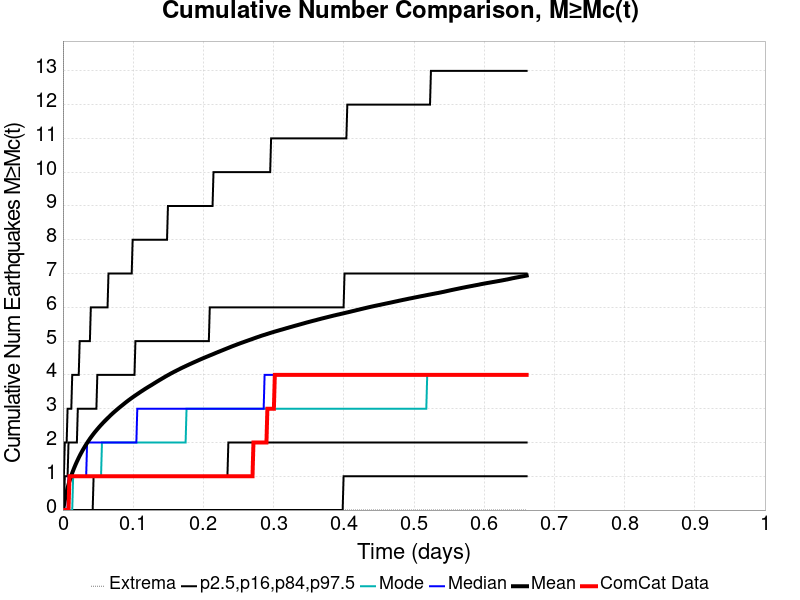 Cumulative Number Comparison, M≥Mc(t)
Cumulative Num Earthquakes M≥Mc(t)
13
12
11
10
9
8
7
6
5
4
3
2
1
0
0 0.1 0.2 0.3 0.4 0.5 0.6 0.7 0.8 0.9 1
Time (days)
Extrema p2.5,p16,p84,p97.5 Mode Median Mean ComCat Data